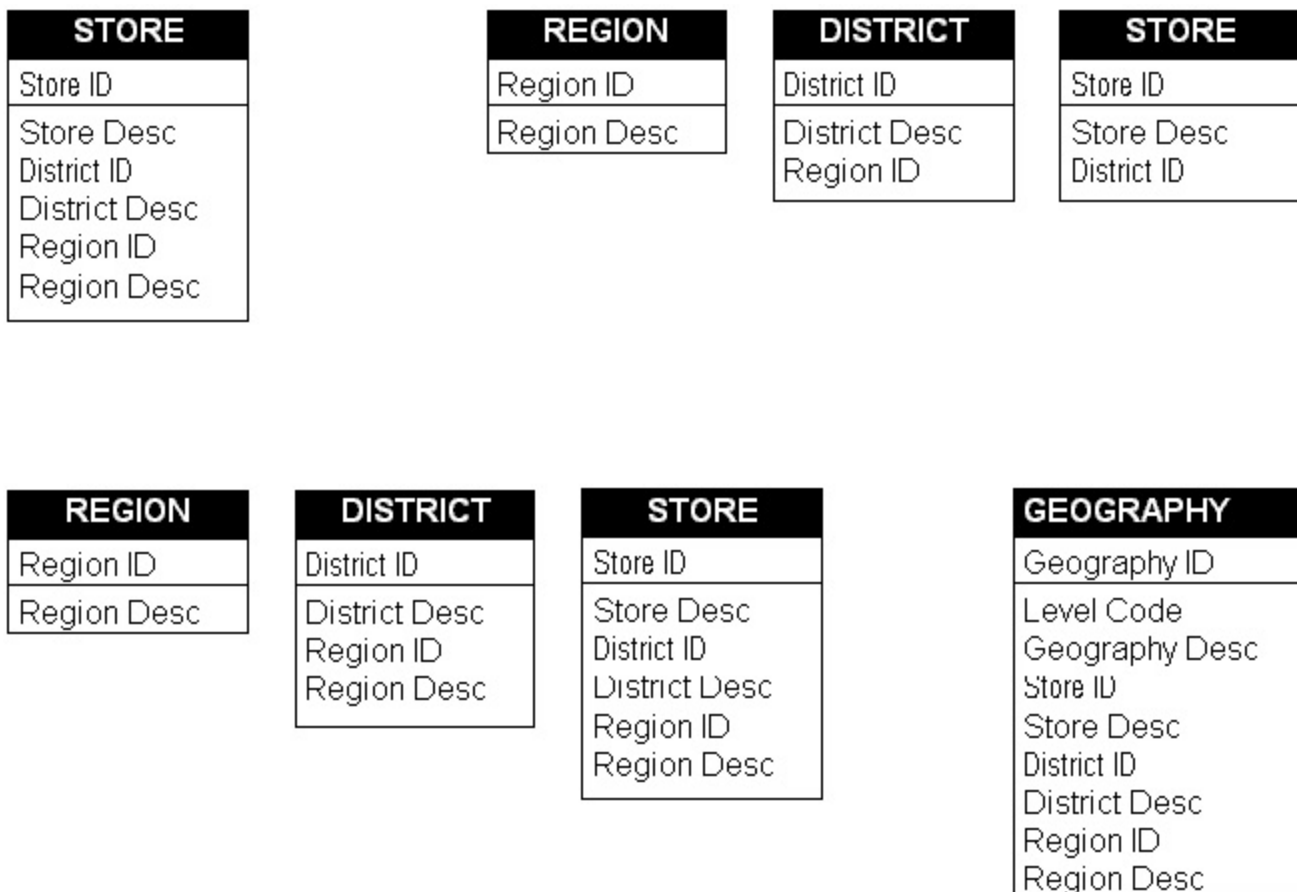 STORE
Store ID
Store Desc
District ID
District Desc
Region ID
Region Desc
REGION
Region ID
Region Desc
DISTRICT
District ID
District Desc
Region ID
STORE
Store ID
Store Desc
District ID
REGION
Region ID
Region Desc
DISTRICT
District ID
District Desc
Region ID
Region Desc
STORE
Store ID
Store Desc
District ID
District Desc
Region ID
Region Desc
GEOGRAPHY
Geography ID
Level Code
Geography Desc
Store ID
Store Desc
District ID
District Desc
Region ID
Region Desc